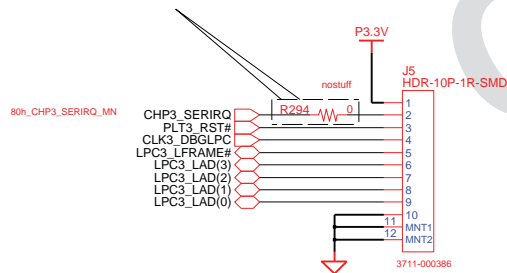 P3.3V
J5
HDR-10P-1R-SMD
nostuff
R294 0
80h_CHP3_SERIRQ_MN
1
CHP3_SERIRQ 2
PLT3_RST# 3
CLK3_DBGLPC 4
LPC3_LFRAME# 5
LPC3_LAD(3) 6
LPC3_LAD(2) 7
LPC3_LAD(1) 8
LPC3_LAD(0) 9
10
11 MNT1
12 MNT2
3711-000386